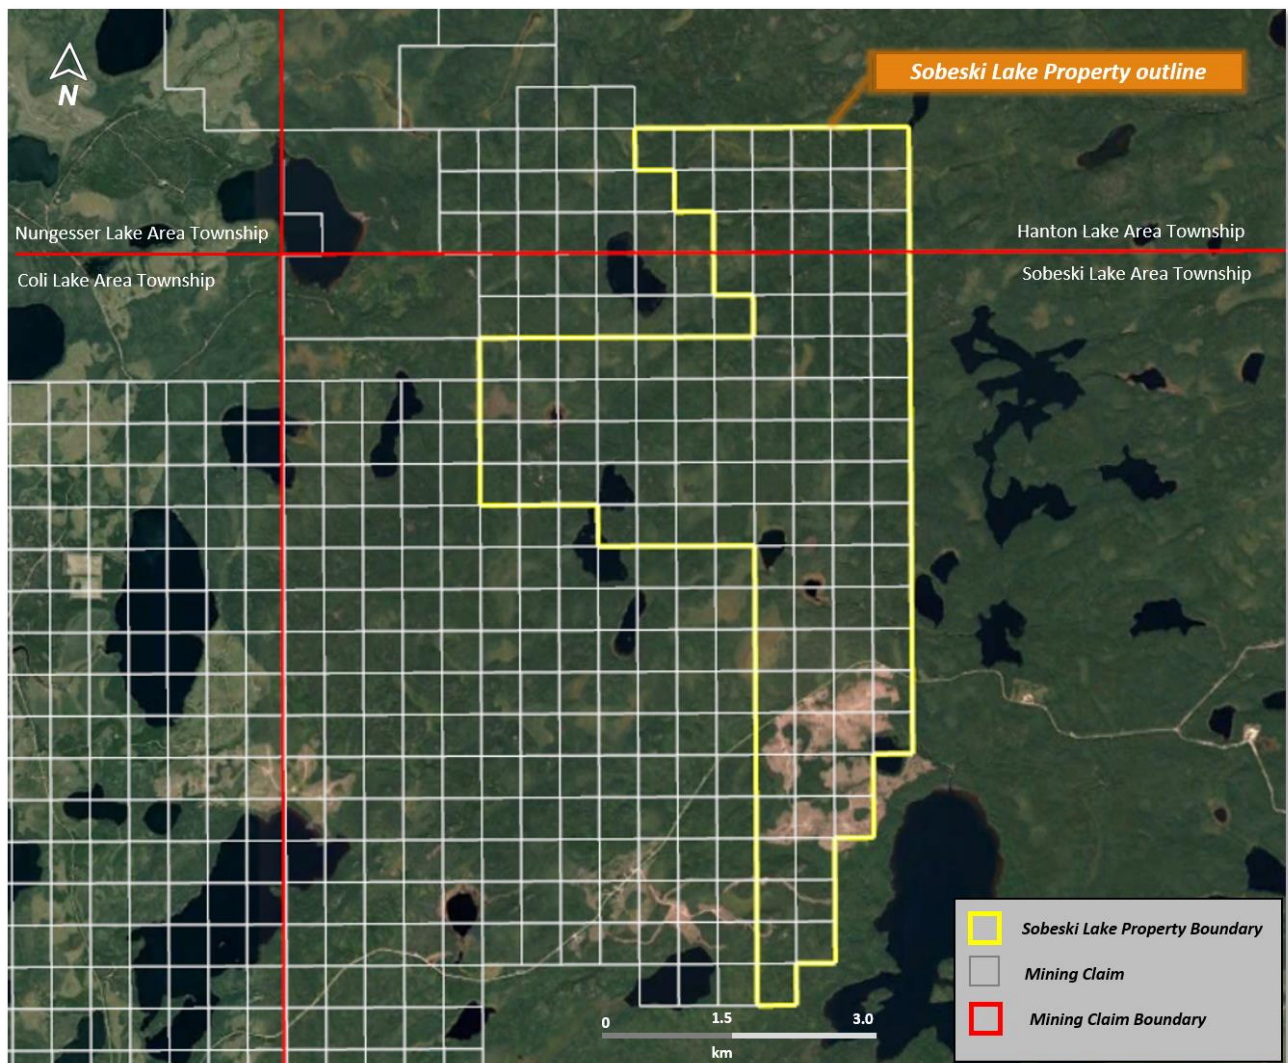 Sobeski Lake Property outline
N
Nungesser Lake Area Township
Hanton Lake Area Township
Coli Lake Area Township
Sobeski Lake Area Township
Sobeski Lake Property Boundary
Mining Claim
Mining Claim Boundary
0 1.5 3.0
km